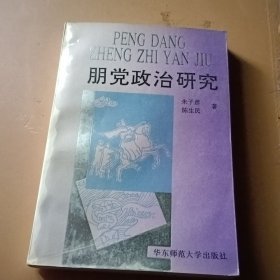 PENG DANG
ZHENG ZHI YAN JIU
朋党政治研究
朱子彦
陈生民 著
华东师范大学出版社